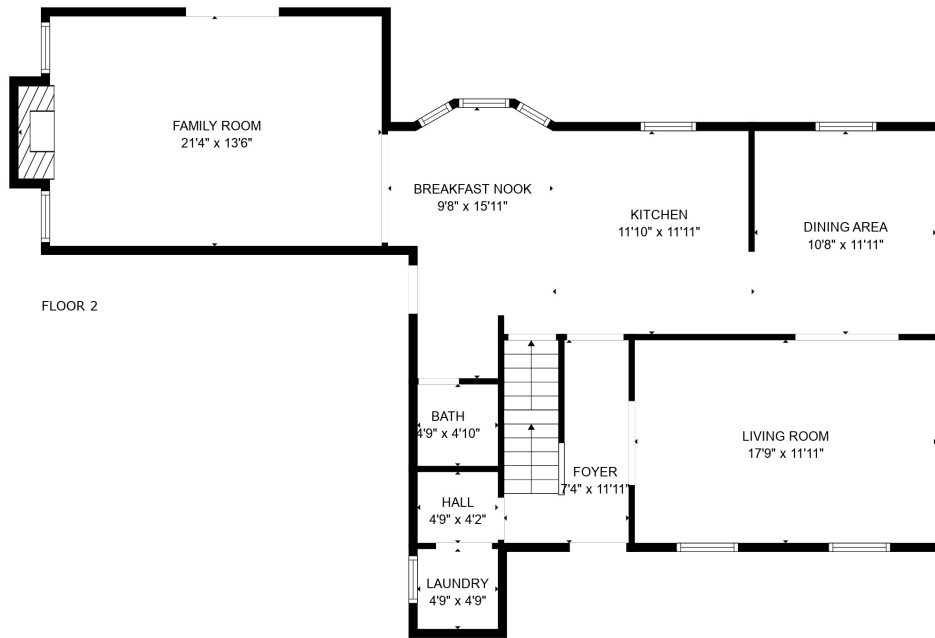 FAMILY ROOM
21'4" x 13'6"
BREAKFAST NOOK
9'8" x 15'11"
KITCHEN
11'10" x 11'11"
DINING AREA
10'8" x 11'11"
FLOOR 2
BATH
4'9" x 4'10"
LIVING ROOM
17'9" x 11'11"
FOYER
7'4" x 11'11"
HALL
4'9" x 4'2"
LAUNDRY
4'9" x 4'9"